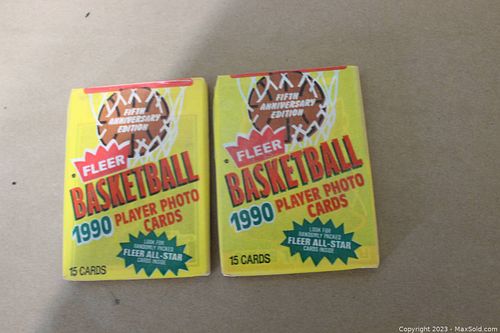 FIFTH
ANNIVERSARY
EDITION
FLEER
BASKETBALL
1990 PLAYER PHOTO
CARDS
LOOK FOR
RANDOMLY PACKED
FLEER ALL-STAR
CARDS INSIDE
15 CARDS
FIFTH
ANNIVERSARY
EDITION
FLEER
BASKETBALL
1990 PLAYER PHOTO
CARDS
LOOK FOR
RANDOMLY PACKED
FLEER ALL-STAR
CARDS INSIDE
15 CARDS
Copyright 2023 - MaxSold.com